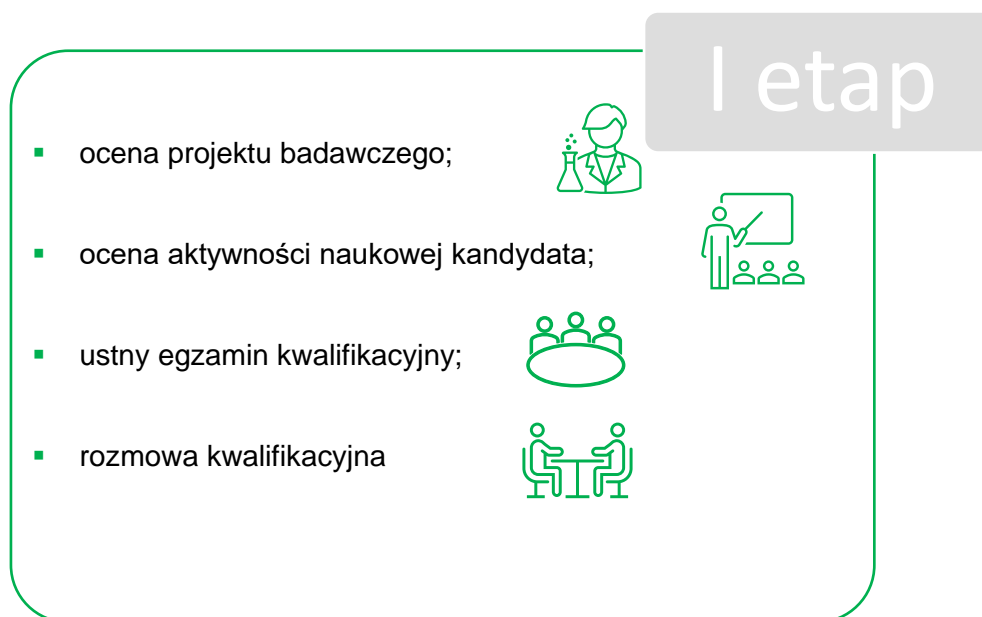 I etap
ocena projektu badawczego;
ocena aktywności naukowej kandydata;
ustny egzamin kwalifikacyjny;
rozmowa kwalifikacyjna